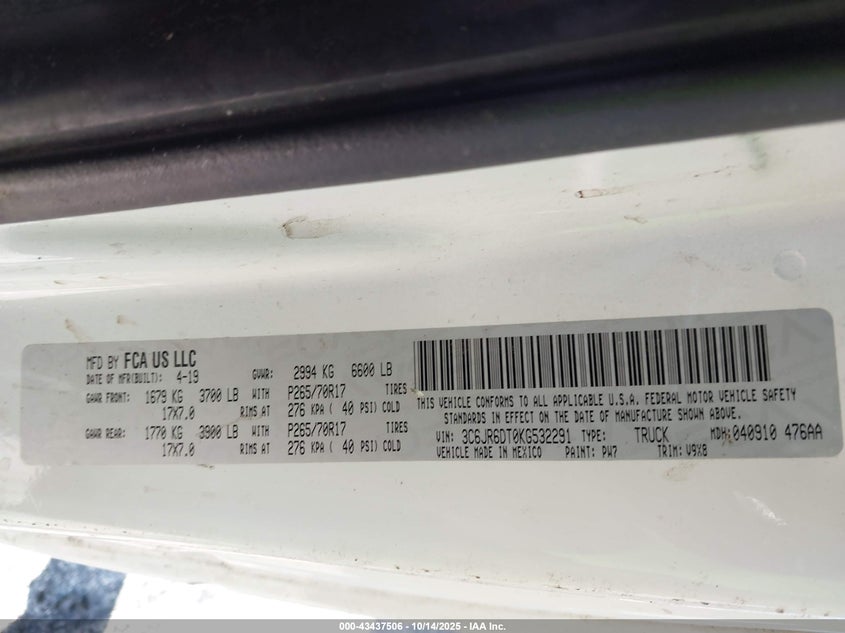 MFD BY FCA US LLC
DATE OF MFR(BUILT): 4-19 GVWR: 2994 KG 6600 LB
GAWR FRONT: 1679 KG 3700 LB WITH P265/70R17 TIRES
17X7.0 RIMS AT 276 KPA ( 40 PSI) COLD
GAWR REAR: 1770 KG 3900 LB WITH P265/70R17 TIRES
17X7.0 RIMS AT 276 KPA ( 40 PSI) COLD
THIS VEHICLE CONFORMS TO ALL APPLICABLE U.S.A. FEDERAL MOTOR VEHICLE SAFETY
STANDARDS IN EFFECT ON THE DATE OF MANUFACTURE SHOWN ABOVE.
VIN: 3C6JR6DT0KG532291 TYPE: TRUCK MDH: 040910 476AA
VEHICLE MADE IN MEXICO PAINT: PW7 TRIM: V9X8
000-43437506 - 10/14/2025 - IAA Inc.